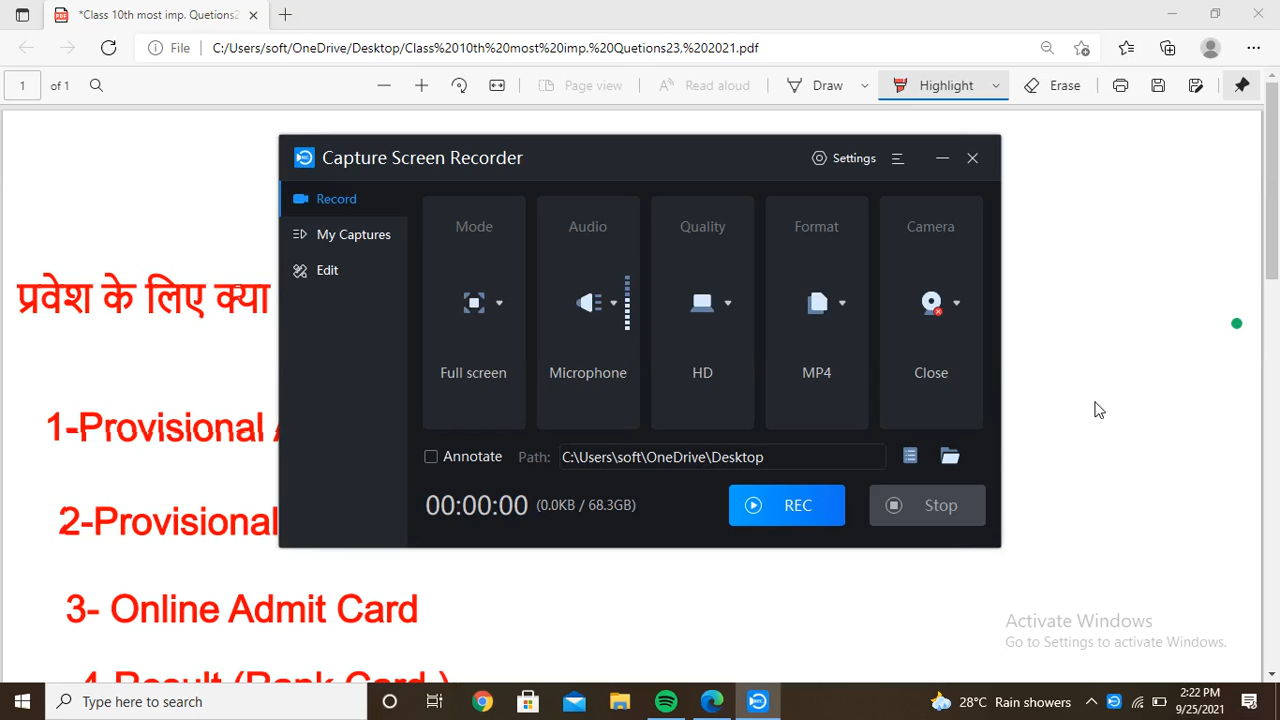 *Class 10th most imp. Quetions2
File C:/Users/soft/OneDrive/Desktop/Class%2010th%20most%20imp.%20Quetions23,%202021.pdf
1 of 1 Page view Read aloud Draw Highlight Erase
Capture Screen Recorder Settings
Record
My Captures
Edit
Mode Audio Quality Format Camera
Full screen Microphone HD MP4 Close
Annotate Path: C:\Users\soft\OneDrive\Desktop
00:00:00 (0.0KB / 68.3GB) REC Stop
प्रवेश के लिए क्या
1-Provisional
2-Provisional
3- Online Admit Card
Result (Rank Card )
Activate Windows
Go to Settings to activate Windows.
Type here to search
28°C Rain showers
2:22 PM
9/25/2021